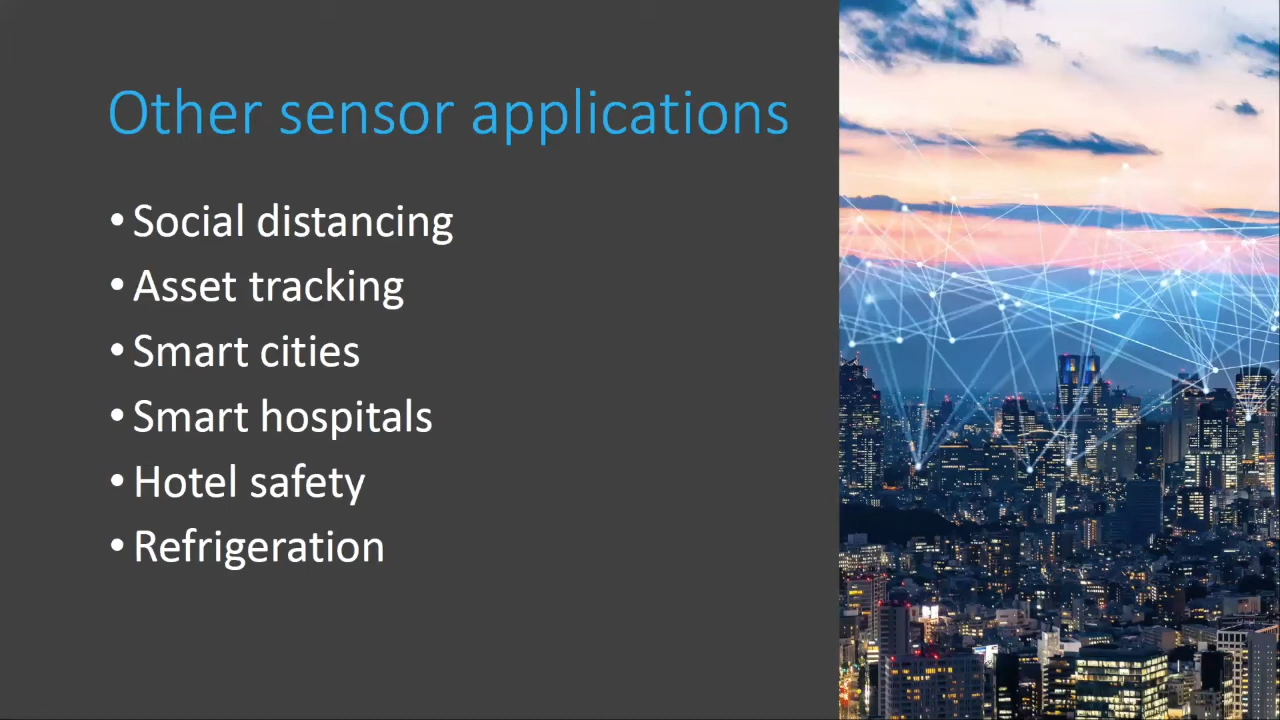 Other sensor applications
• Social distancing
• Asset tracking
• Smart cities
• Smart hospitals
• Hotel safety
• Refrigeration